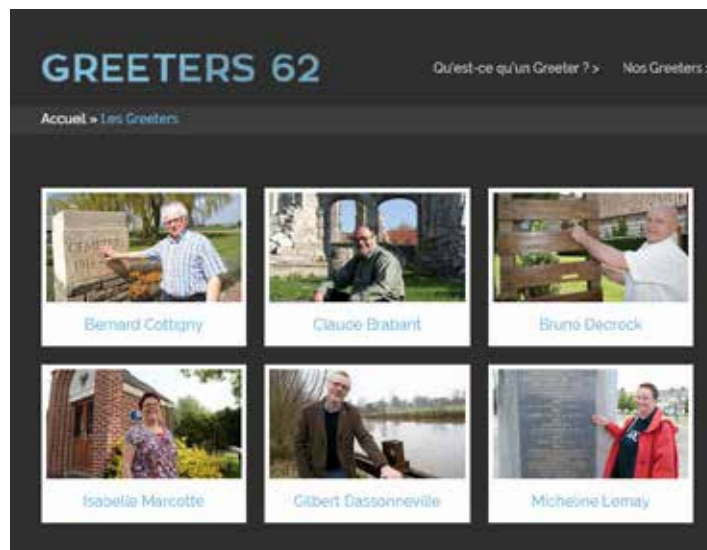 GREETERS 62
Qu'est-ce qu'un Greeter ? > Nos Greeters
Accueil » Les Greeters
CEMETERY
Bernard Cottigny Claude Brabant Bruno Decrock
Isabelle Marcotte Gilbert Dassonneville Micheline Lemay